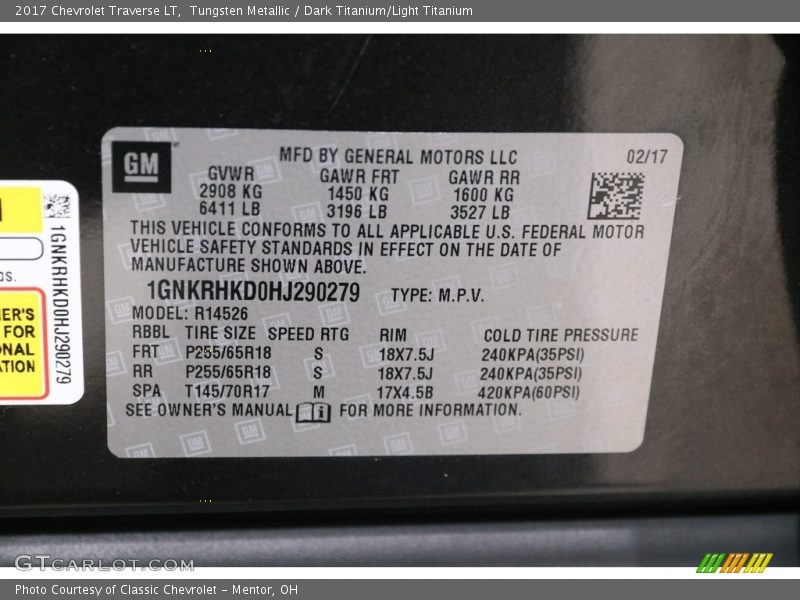 2017 Chevrolet Traverse LT, Tungsten Metallic / Dark Titanium/Light Titanium
GM
MFD BY GENERAL MOTORS LLC
02/17
GVWR GAWR FRT GAWR RR
2908 KG 1450 KG 1600 KG
6411 LB 3196 LB 3527 LB
THIS VEHICLE CONFORMS TO ALL APPLICABLE U.S. FEDERAL MOTOR
VEHICLE SAFETY STANDARDS IN EFFECT ON THE DATE OF
MANUFACTURE SHOWN ABOVE.
1GNKRHKD0HJ290279 TYPE: M.P.V.
MODEL: R14526
RBBL TIRE SIZE SPEED RTG RIM COLD TIRE PRESSURE
FRT P255/65R18 S 18X7.5J 240KPA(35PSI)
RR P255/65R18 S 18X7.5J 240KPA(35PSI)
SPA T145/70R17 M 17X4.5B 420KPA(60PSI)
SEE OWNER'S MANUAL i FOR MORE INFORMATION.
1GNKRHKD0HJ290279
FOR
GTCARLOT.COM
Photo Courtesy of Classic Chevrolet - Mentor, OH